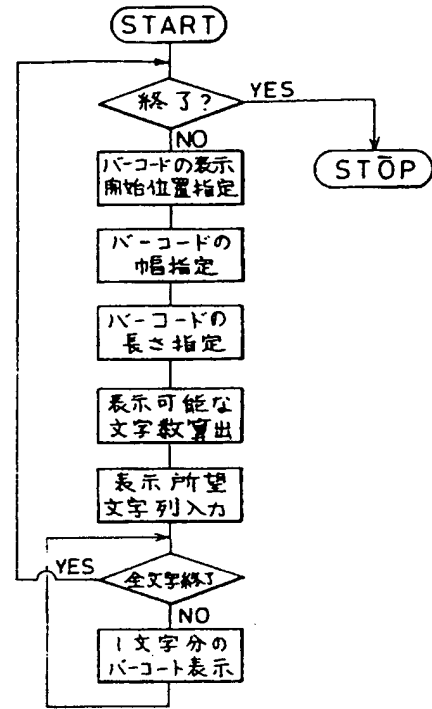 START
終了?
YES
NO
STOP
バーコードの表示
開始位置指定
バーコードの
幅指定
バーコードの
長さ指定
表示可能な
文字数算出
表示所望
文字列入力
YES
全文字終了
NO
1文字分の
バーコート表示